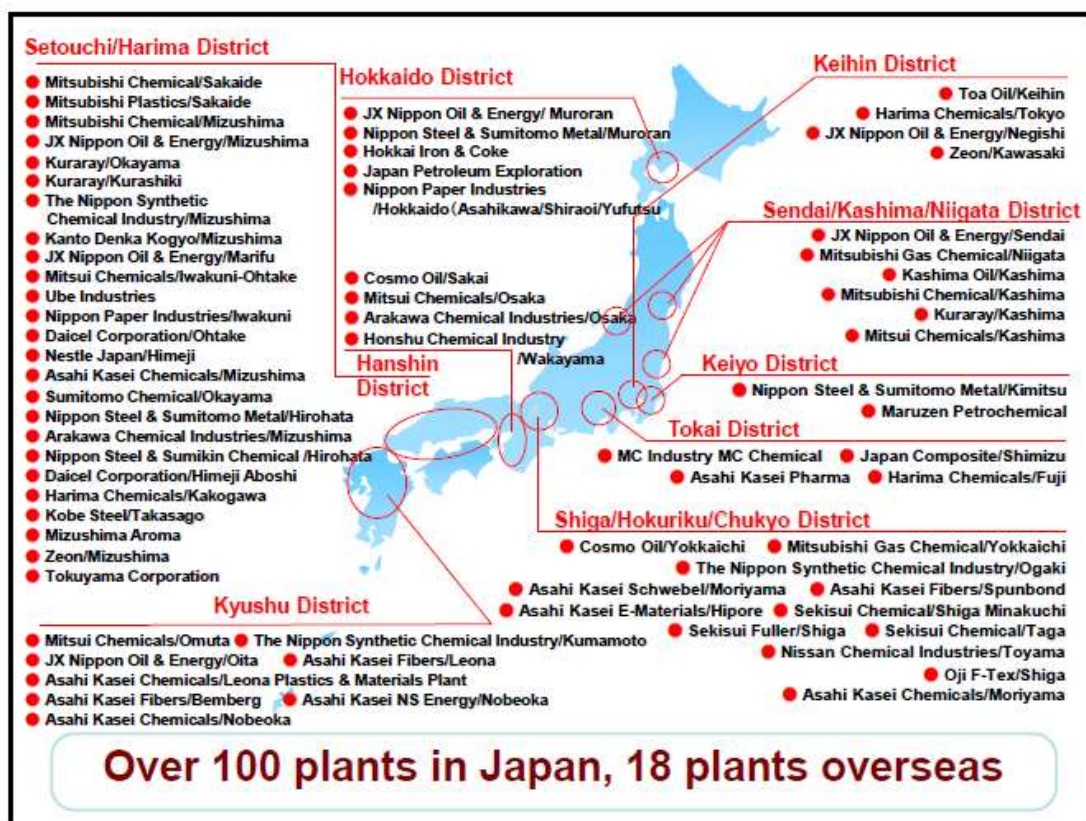 Setouchi/Harima District
Mitsubishi Chemical/Sakaide
Mitsubishi Plastics/Sakaide
Mitsubishi Chemical/Mizushima
JX Nippon Oil & Energy/Mizushima
Kuraray/Okayama
Kuraray/Kurashiki
The Nippon Synthetic
Chemical Industry/Mizushima
Kanto Denka Kogyo/Mizushima
JX Nippon Oil & Energy/Marifu
Mitsui Chemicals/Iwakuni-Ohtake
Ube Industries
Nippon Paper Industries/Iwakuni
Daicel Corporation/Ohtake
Nestle Japan/Himeji
Asahi Kasei Chemicals/Mizushima
Sumitomo Chemical/Okayama
Nippon Steel & Sumitomo Metal/Hirohata
Arakawa Chemical Industries/Mizushima
Nippon Steel & Sumikin Chemical /Hirohata
Daicel Corporation/Himeji Aboshi
Harima Chemicals/Kakogawa
Kobe Steel/Takasago
Mizushima Aroma
Zeon/Mizushima
Tokuyama Corporation
Hokkaido District
JX Nippon Oil & Energy/ Muroran
Nippon Steel & Sumitomo Metal/Muroran
Hokkai Iron & Coke
Japan Petroleum Exploration
Nippon Paper Industries
/Hokkaido(Asahikawa/Shiraoi/Yufutsu
Cosmo Oil/Sakai
Mitsui Chemicals/Osaka
Arakawa Chemical Industries/Osaka
Honshu Chemical Industry
/Wakayama
Hanshin
District
Keihin District
Toa Oil/Keihin
Harima Chemicals/Tokyo
JX Nippon Oil & Energy/Negishi
Zeon/Kawasaki
Sendai/Kashima/Niigata District
JX Nippon Oil & Energy/Sendai
Mitsubishi Gas Chemical/Niigata
Kashima Oil/Kashima
Mitsubishi Chemical/Kashima
Kuraray/Kashima
Mitsui Chemicals/Kashima
Keiyo District
Nippon Steel & Sumitomo Metal/Kimitsu
Maruzen Petrochemical
Tokai District
MC Industry MC Chemical Japan Composite/Shimizu
Asahi Kasei Pharma Harima Chemicals/Fuji
Shiga/Hokuriku/Chukyo District
Cosmo Oil/Yokkaichi Mitsubishi Gas Chemical/Yokkaichi
The Nippon Synthetic Chemical Industry/Ogaki
Asahi Kasei Schwebel/Moriyama Asahi Kasei Fibers/Spunbond
Asahi Kasei E-Materials/Hipore Sekisui Chemical/Shiga Minakuchi
Sekisui Fuller/Shiga Sekisui Chemical/Taga
Nissan Chemical Industries/Toyama
Oji F-Tex/Shiga
Asahi Kasei Chemicals/Moriyama
Kyushu District
Mitsui Chemicals/Omuta The Nippon Synthetic Chemical Industry/Kumamoto
JX Nippon Oil & Energy/Oita Asahi Kasei Fibers/Leona
Asahi Kasei Chemicals/Leona Plastics & Materials Plant
Asahi Kasei Fibers/Bemberg Asahi Kasei NS Energy/Nobeoka
Asahi Kasei Chemicals/Nobeoka
Over 100 plants in Japan, 18 plants overseas